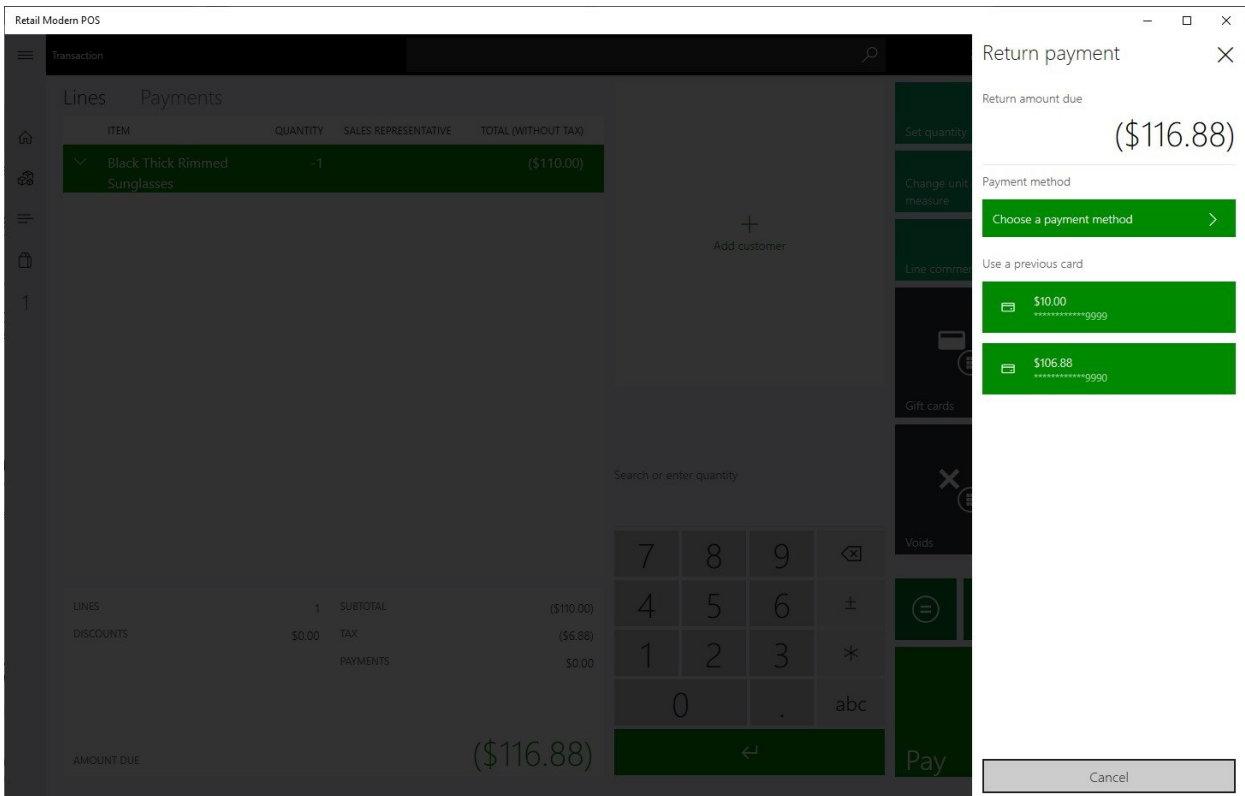 Retail Modern POS
Transaction
Lines Payments
ITEM QUANTITY SALES REPRESENTATIVE TOTAL (WITHOUT TAX)
Black Thick Rimmed -1 ($110.00)
Sunglasses
1
Add customer
Search or enter quantity
7 8 9
4 5 6 ±
1 2 3 *
0 . abc
LINES 1 SUBTOTAL ($110.00)
DISCOUNTS $0.00 TAX ($6.88)
PAYMENTS $0.00
AMOUNT DUE ($116.88)
Set quantity
Change unit
measure
Line comme
Gift cards
Voids
Pay
Return payment
Return amount due
($116.88)
Payment method
Choose a payment method
Use a previous card
$10.00
************9999
$106.88
************9990
Cancel